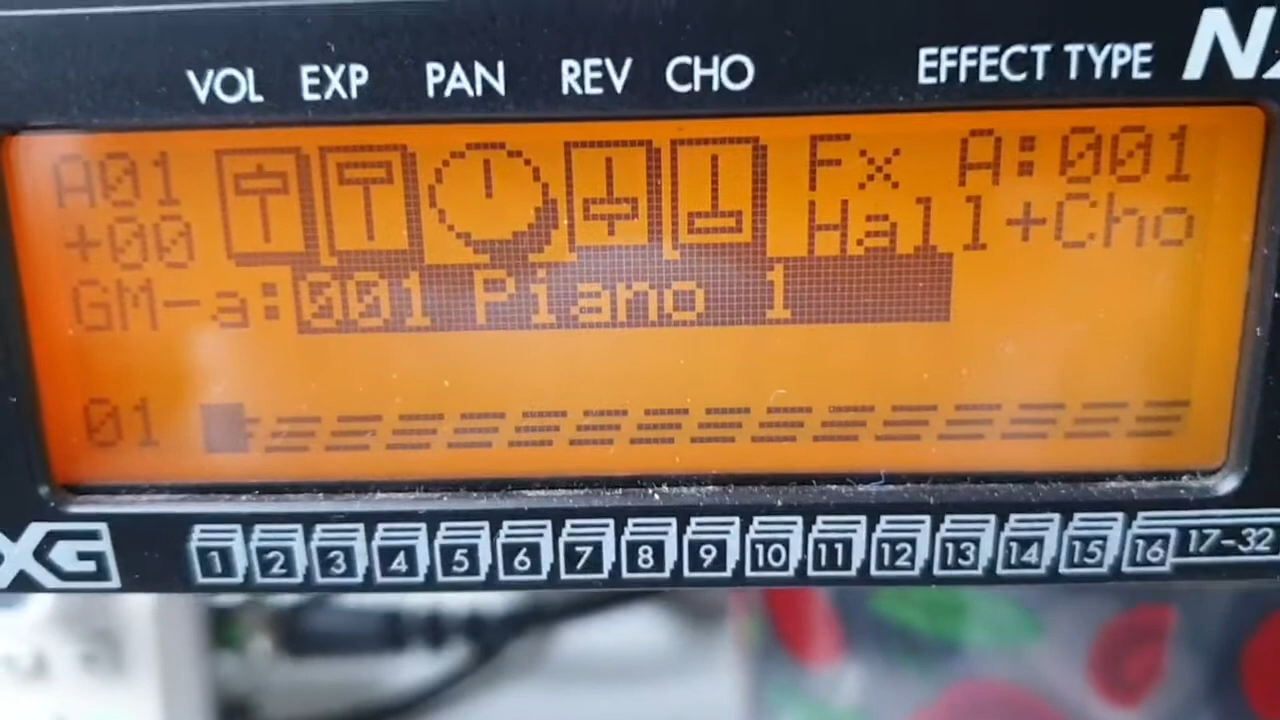 VOL EXP PAN REV CHO EFFECT TYPE
A01 Fx A:001
+00 Hall+Cho
GM-a:001 Piano 1
01
XG 1 2 3 4 5 6 7 8 9 10 11 12 13 14 15 16 17-32